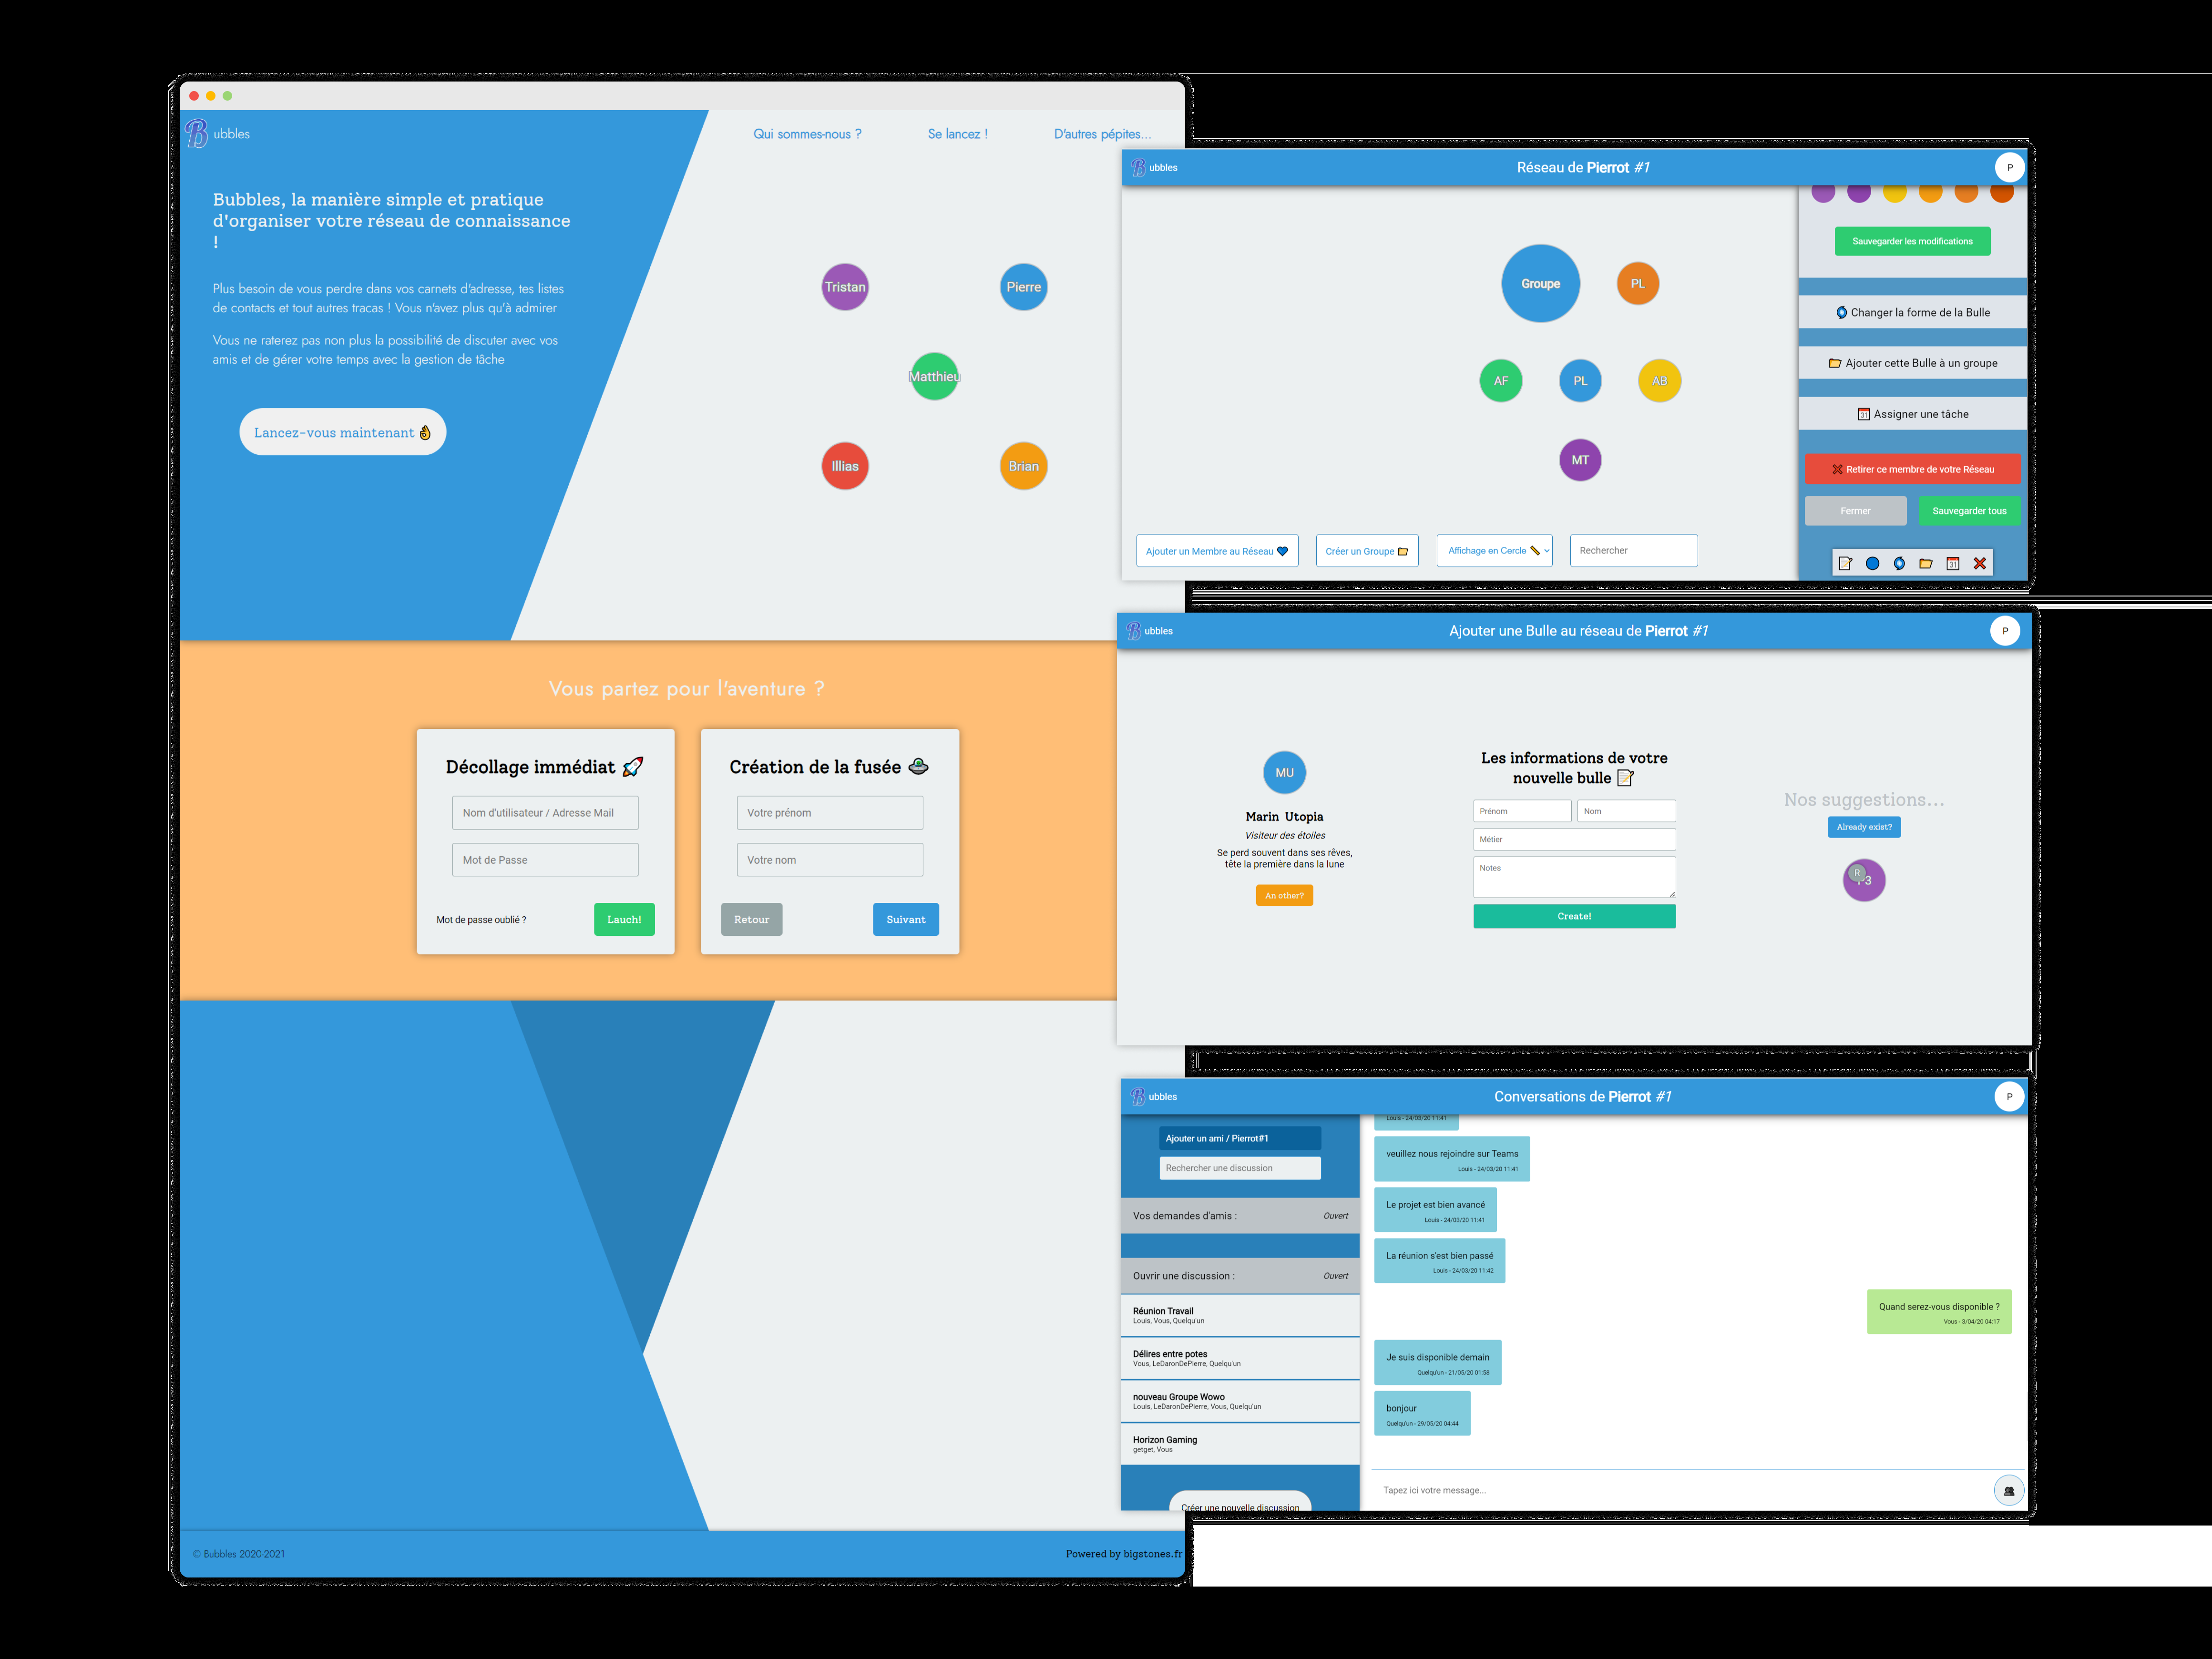 Bubbles
Qui sommes-nous ?
Se lancez !
D'autres pépites...
Bubbles, la manière simple et pratique
d'organiser votre réseau de connaissance
!
Plus besoin de vous perdre dans vos carnets d'adresse, tes listes
de contacts et tout autres tracas ! Vous n'avez plus qu'à admirer
Vous ne raterez pas non plus la possibilité de discuter avec vos
amis et de gérer votre temps avec la gestion de tâche
Lancez-vous maintenant 👌
Tristan
Pierre
Matthieu
Illias
Brian
Vous partez pour l'aventure ?
Décollage immédiat 🚀
Nom d'utilisateur / Adresse Mail
Mot de Passe
Mot de passe oublié ?
Lauch!
Création de la fusée 🛸
Votre prénom
Votre nom
Retour
Suivant
© Bubbles 2020-2021
Powered by bigstones.fr
Bubbles
Réseau de Pierrot #1
P
Groupe
PL
AF
PL
AB
MT
Ajouter un Membre au Réseau 💙
Créer un Groupe 📂
Affichage en Cercle 📏
Rechercher
Sauvegarder les modifications
🌀 Changer la forme de la Bulle
📂 Ajouter cette Bulle à un groupe
📅 Assigner une tâche
❌ Retirer ce membre de votre Réseau
Fermer
Sauvegarder tous
Bubbles
Ajouter une Bulle au réseau de Pierrot #1
P
MU
Marin Utopia
Visiteur des étoiles
Se perd souvent dans ses rêves,
tête la première dans la lune
An other?
Les informations de votre
nouvelle bulle 📝
Prénom
Nom
Métier
Notes
Create!
Nos suggestions...
Already exist?
R
Bubbles
Conversations de Pierrot #1
P
Ajouter un ami / Pierrot#1
Rechercher une discussion
Vos demandes d'amis :
Ouvert
Ouvrir une discussion :
Ouvert
Réunion Travail
Louis, Vous, Quelqu'un
Délires entre potes
Vous, LeDaronDePierre, Quelqu'un
nouveau Groupe Wowo
Louis, LeDaronDePierre, Vous, Quelqu'un
Horizon Gaming
getget, Vous
Créer une nouvelle discussion
Louis - 24/03/20 11:41
veuillez nous rejoindre sur Teams
Louis - 24/03/20 11:41
Le projet est bien avancé
Louis - 24/03/20 11:41
La réunion s'est bien passé
Louis - 24/03/20 11:42
Quand serez-vous disponible ?
Vous - 3/04/20 04:17
Je suis disponible demain
Quelqu'un - 21/05/20 01:58
bonjour
Quelqu'un - 29/05/20 04:44
Tapez ici votre message...